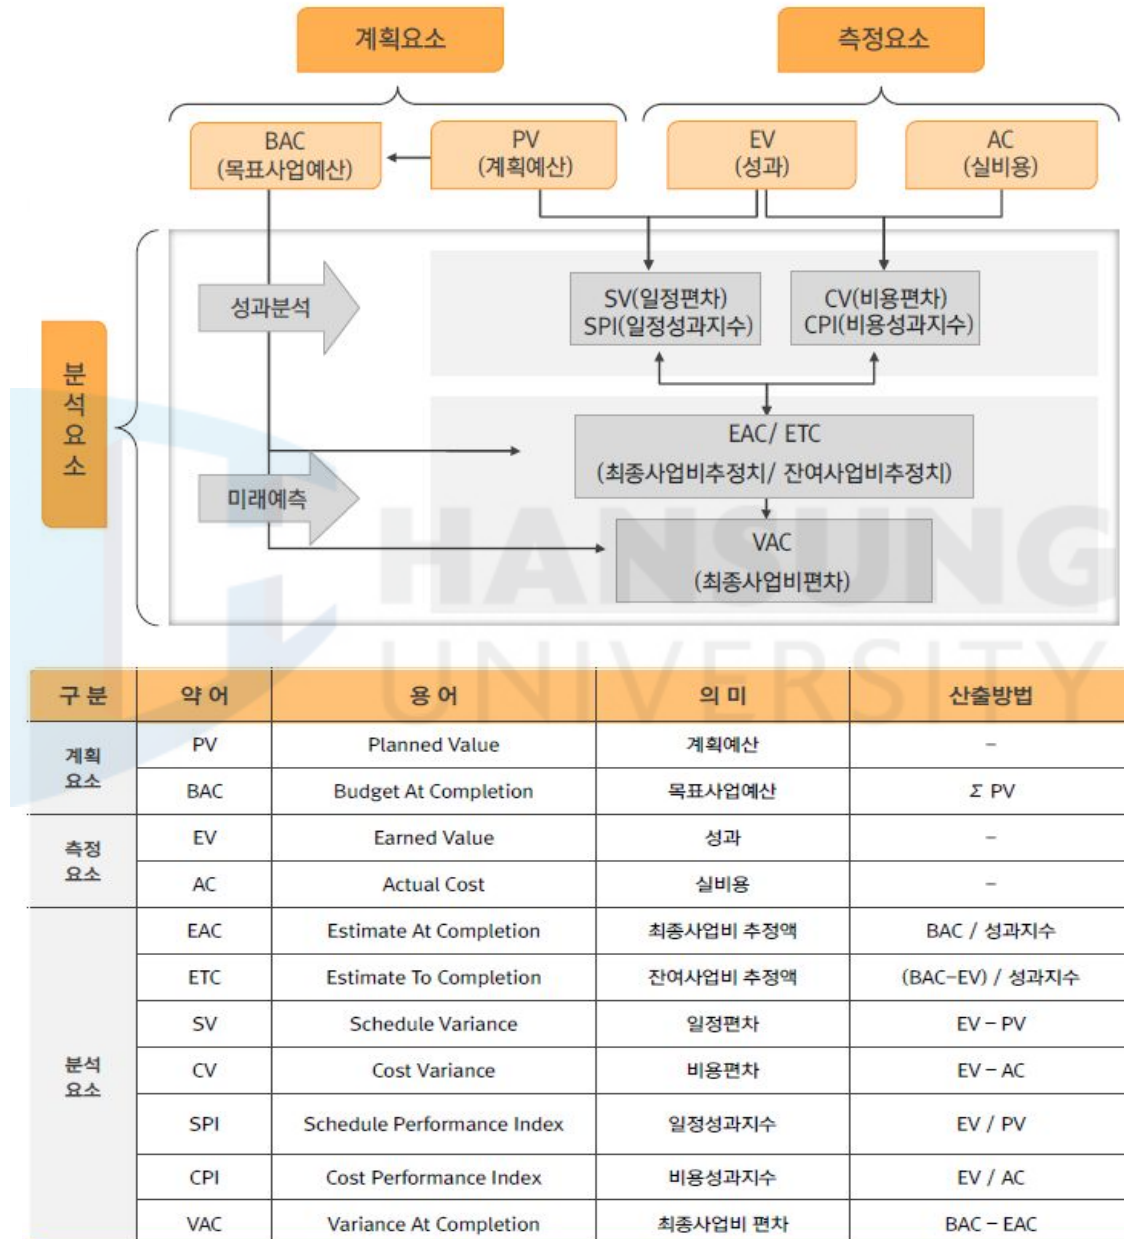 계획요소
측정요소
BAC
(목표사업예산)
PV
(계획예산)
EV
(성과)
AC
(실비용)
분석요소
성과분석
SV(일정편차)
SPI(일정성과지수)
CV(비용편차)
CPI(비용성과지수)
미래예측
EAC/ ETC
(최종사업비추정치/ 잔여사업비추정치)
VAC
(최종사업비편차)
HANSUNG
UNIVERSITY
구 분 약 어 용 어 의 미 산출방법
계획
요소
PV Planned Value 계획예산 –
BAC Budget At Completion 목표사업예산 Σ PV
측정
요소
EV Earned Value 성과 –
AC Actual Cost 실비용 –
분석
요소
EAC Estimate At Completion 최종사업비 추정액 BAC / 성과지수
ETC Estimate To Completion 잔여사업비 추정액 (BAC–EV) / 성과지수
SV Schedule Variance 일정편차 EV – PV
CV Cost Variance 비용편차 EV – AC
SPI Schedule Performance Index 일정성과지수 EV / PV
CPI Cost Performance Index 비용성과지수 EV / AC
VAC Variance At Completion 최종사업비 편차 BAC – EAC